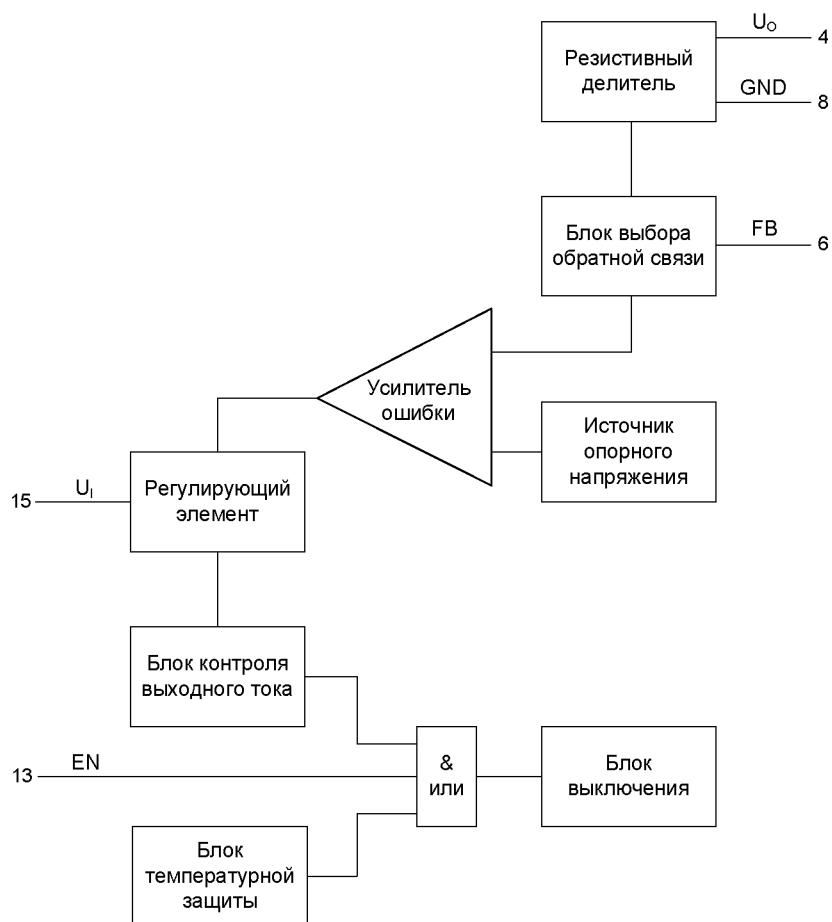 U_O
4
Резистивный
делитель
GND
8
Блок выбора
обратной связи
FB
6
Усилитель
ошибки
Источник
опорного
напряжения
15
U_I
Регулирующий
элемент
Блок контроля
выходного тока
13
EN
&
или
Блок
выключения
Блок
температурной
защиты